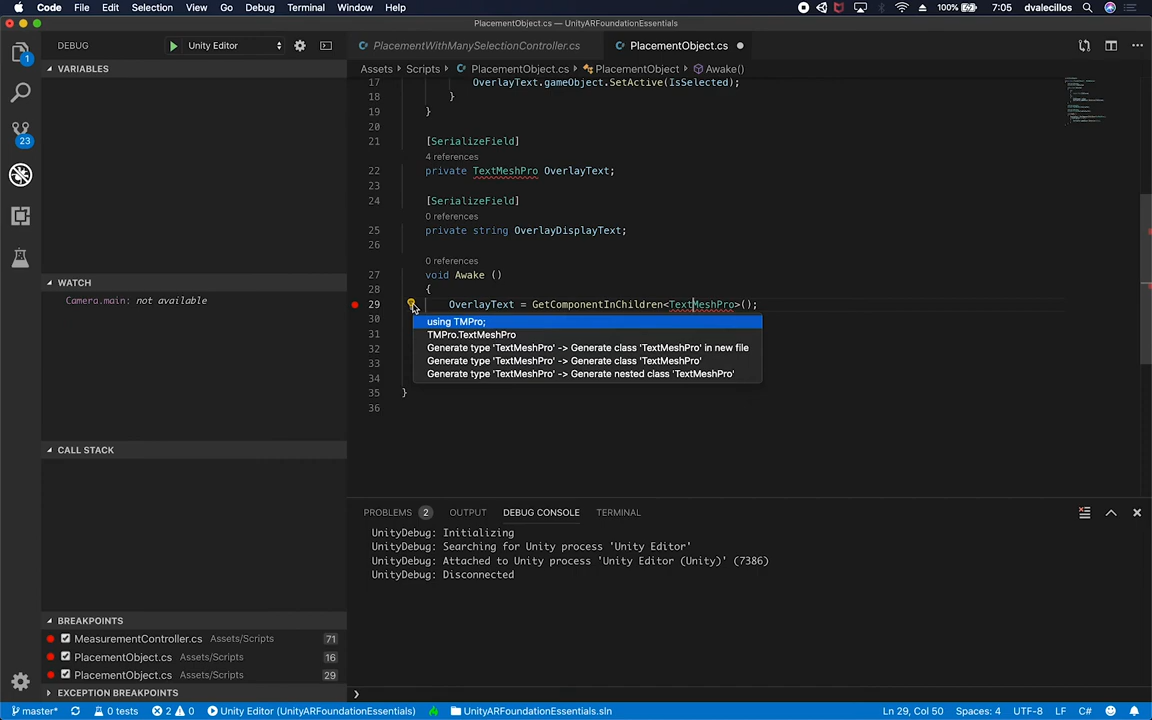 Code File Edit Selection View Go Debug Terminal Window Help 100% 7:05 dvalecillos
PlacementObject.cs — UnityARFoundationEssentials
DEBUG Unity Editor PlacementWithManySelectionController.cs PlacementObject.cs
VARIABLES
Assets > Scripts > PlacementObject.cs > PlacementObject > Awake()
17 OverlayText.gameObject.SetActive(IsSelected);
18 }
19 }
20
21 [SerializeField]
4 references
22 private TextMeshPro OverlayText;
23
24 [SerializeField]
0 references
25 private string OverlayDisplayText;
26
0 references
27 void Awake ()
28 {
29 OverlayText = GetComponentInChildren<TextMeshPro>();
30 using TMPro;
31 TMPro.TextMeshPro
32 Generate type 'TextMeshPro' -> Generate class 'TextMeshPro' in new file
33 Generate type 'TextMeshPro' -> Generate class 'TextMeshPro'
34 Generate type 'TextMeshPro' -> Generate nested class 'TextMeshPro'
35 }
36
1
23
WATCH
Camera.main: not available
CALL STACK
PROBLEMS 2 OUTPUT DEBUG CONSOLE TERMINAL
UnityDebug: Initializing
UnityDebug: Searching for Unity process 'Unity Editor'
UnityDebug: Attached to Unity process 'Unity Editor (Unity)' (7386)
UnityDebug: Disconnected
BREAKPOINTS
MeasurementController.cs Assets/Scripts 71
PlacementObject.cs Assets/Scripts 16
PlacementObject.cs Assets/Scripts 29
EXCEPTION BREAKPOINTS
master* 0 tests 2 0 Unity Editor (UnityARFoundationEssentials) UnityARFoundationEssentials.sln Ln 29, Col 50 Spaces: 4 UTF-8 LF C#